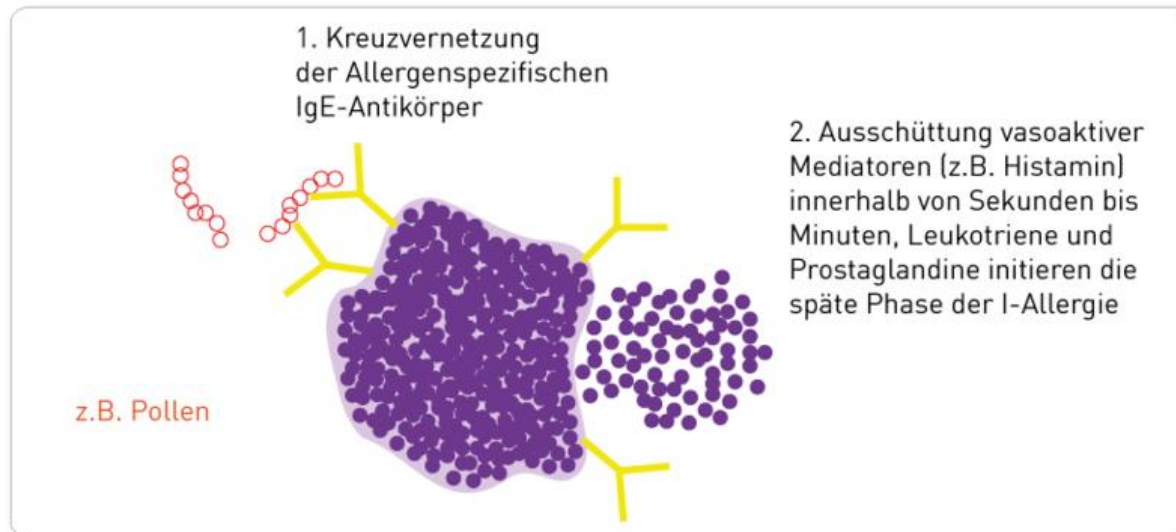 1. Kreuzvernetzung
der Allergenspezifischen
IgE-Antikörper
2. Ausschüttung vasoaktiver
Mediatoren (z.B. Histamin)
innerhalb von Sekunden bis
Minuten, Leukotriene und
Prostaglandine initieren die
späte Phase der I-Allergie
z.B. Pollen